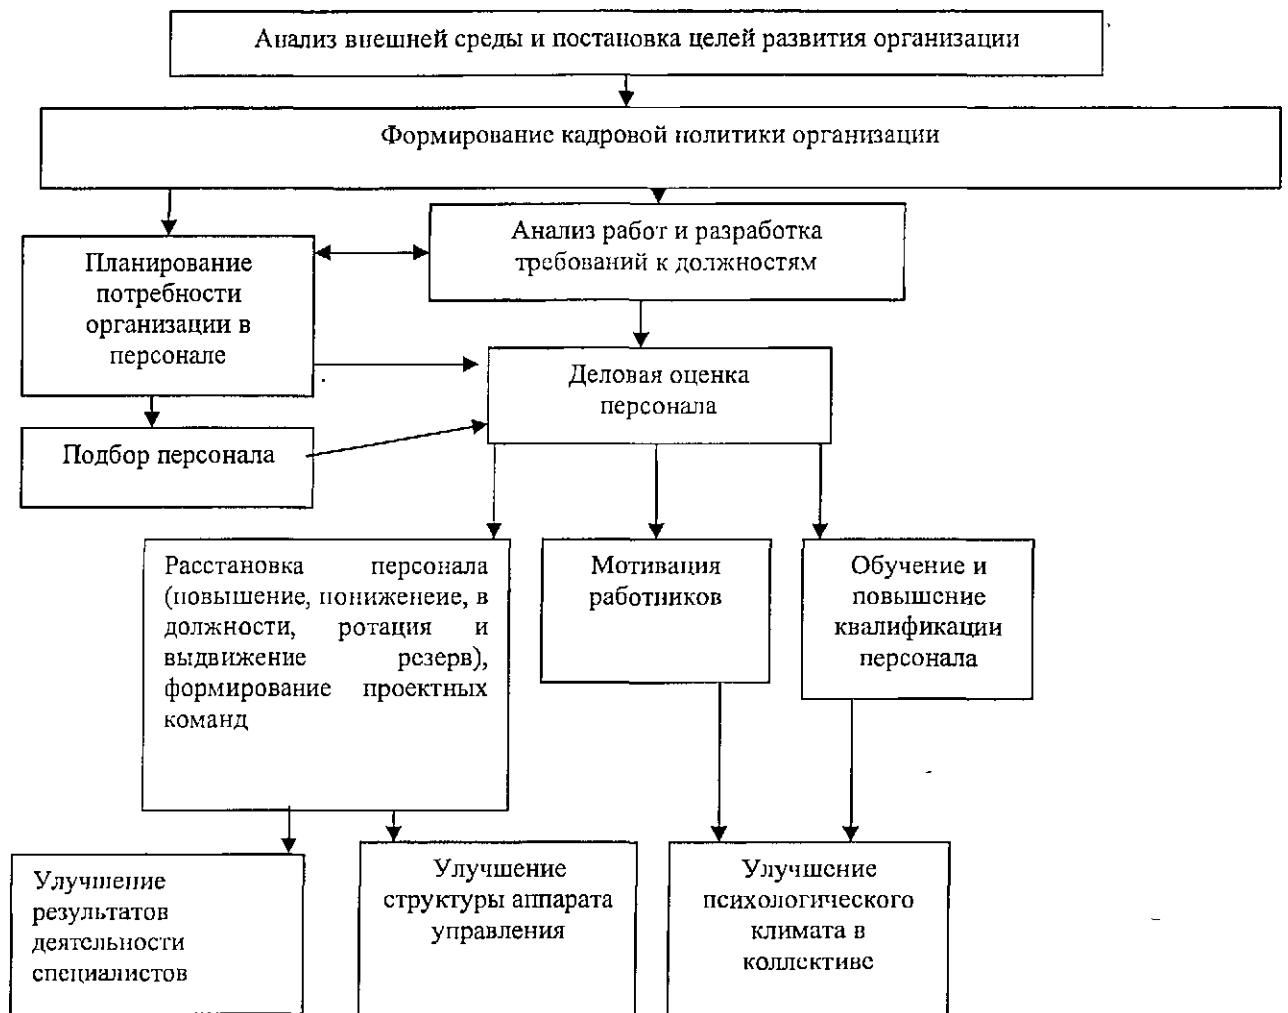 Анализ внешней среды и постановка целей развития организации
Формирование кадровой политики организации
Анализ работ и разработка
требований к должностям
Планирование
потребности
организации в
персонале
Деловая оценка
персонала
Подбор персонала
Расстановка персонала
(повышение, пониженеие, в
должности, ротация и
выдвижение резерв),
формирование проектных
команд
Мотивация
работников
Обучение и
повышение
квалификации
персонала
Улучшение
результатов
деятельности
специалистов
Улучшение
структуры аппарата
управления
Улучшение
психологического
климата в
коллективе